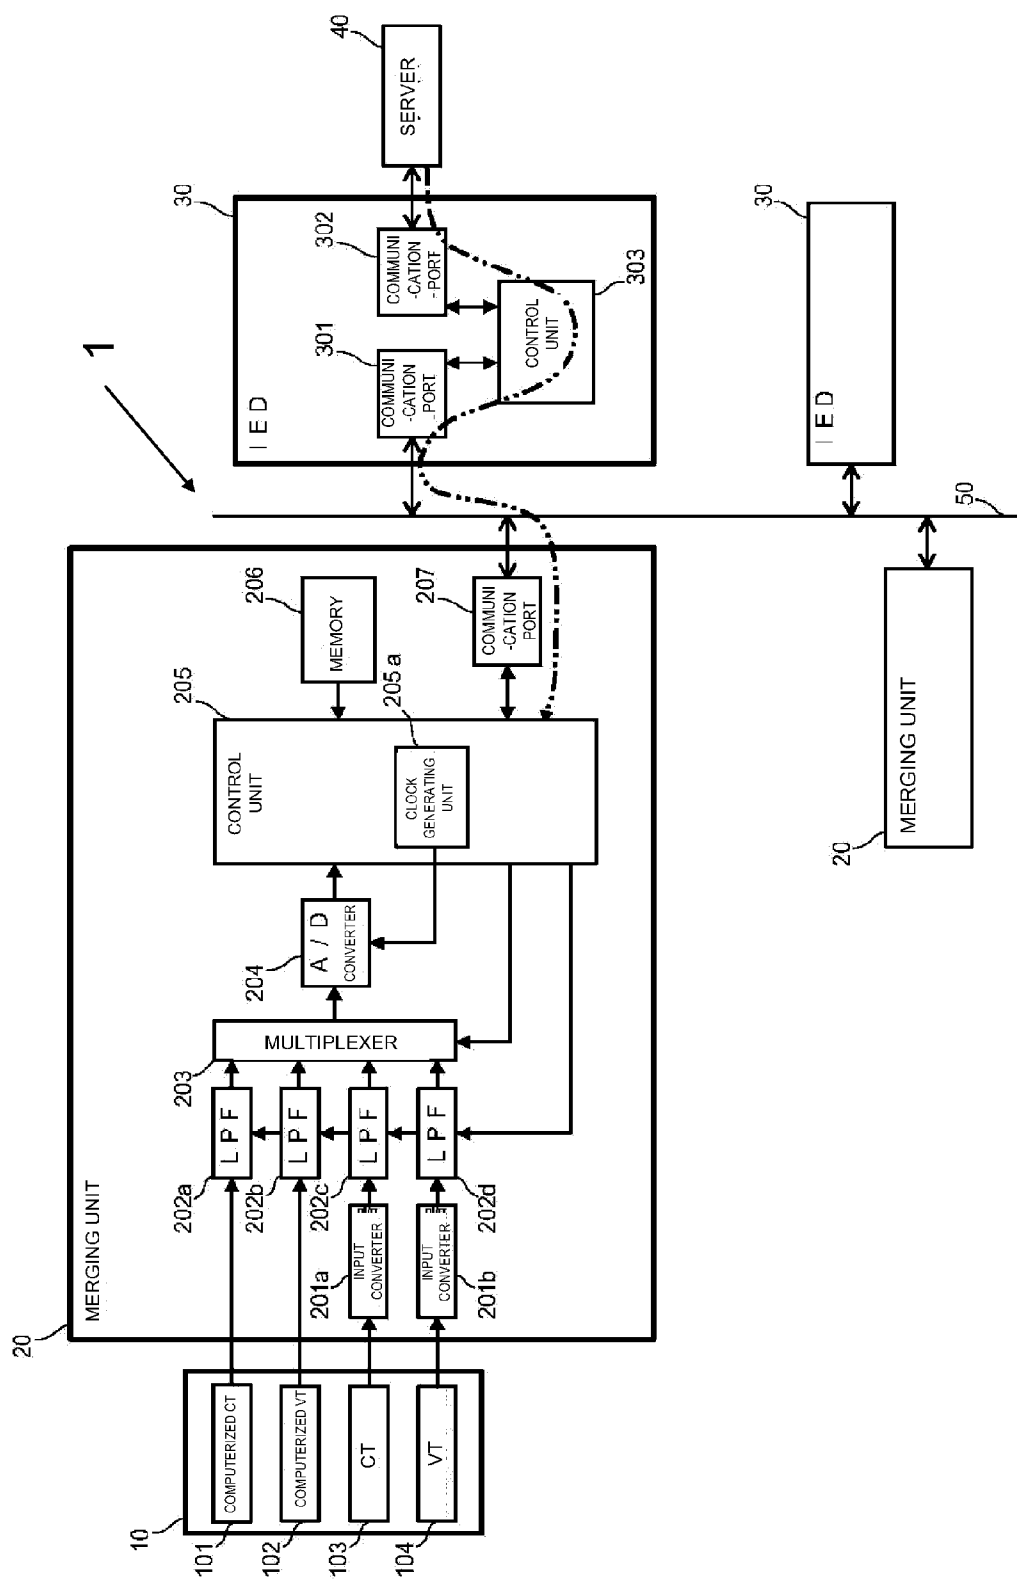 1
10
101
COMPUTERIZED CT
102
COMPUTERIZED VT
103
CT
104
VT
20
MERGING UNIT
201a
INPUT
CONVERTER
201b
INPUT
CONVERTER
202a
L P F
202b
L P F
202c
L P F
202d
L P F
203
MULTIPLEXER
204
A / D
CONVERTER
205
CONTROL
UNIT
205a
CLOCK
GENERATING
UNIT
206
MEMORY
207
COMMUNI
-CATION
PORT
30
I E D
301
COMMUNI
-CATION
-PORT
302
COMMUNI
-CATION
-PORT
303
CONTROL
UNIT
40
SERVER
50
20
MERGING UNIT
30
I E D